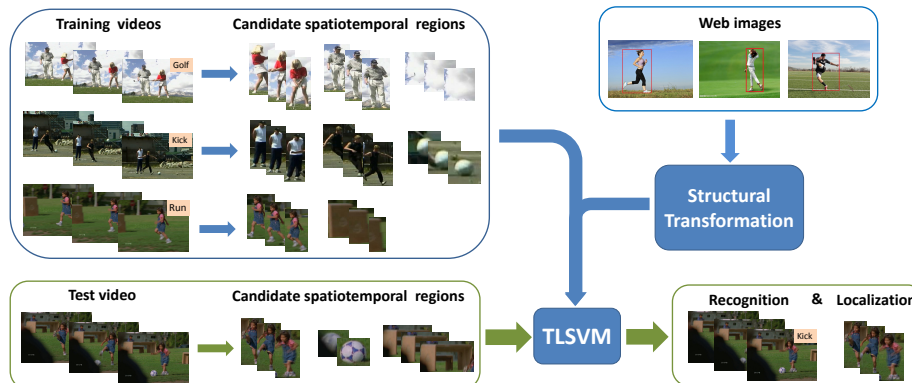 Training videos
Candidate spatiotemporal regions
Web images
Golf
Kick
Run
Structural
Transformation
Test video
Candidate spatiotemporal regions
TLSVM
Recognition & Localization
Kick